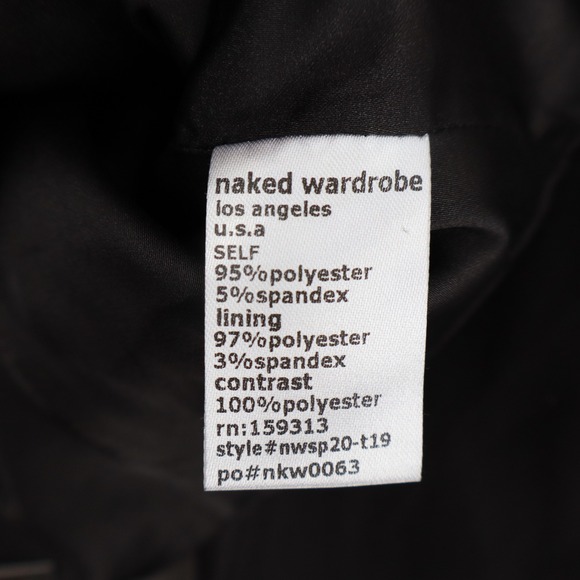 naked wardrobe
los angeles
u.s.a
SELF
95%polyester
5%spandex
lining
97%polyester
3%spandex
contrast
100%polyester
rn:159313
style#nwsp20-t19
po#nkw0063